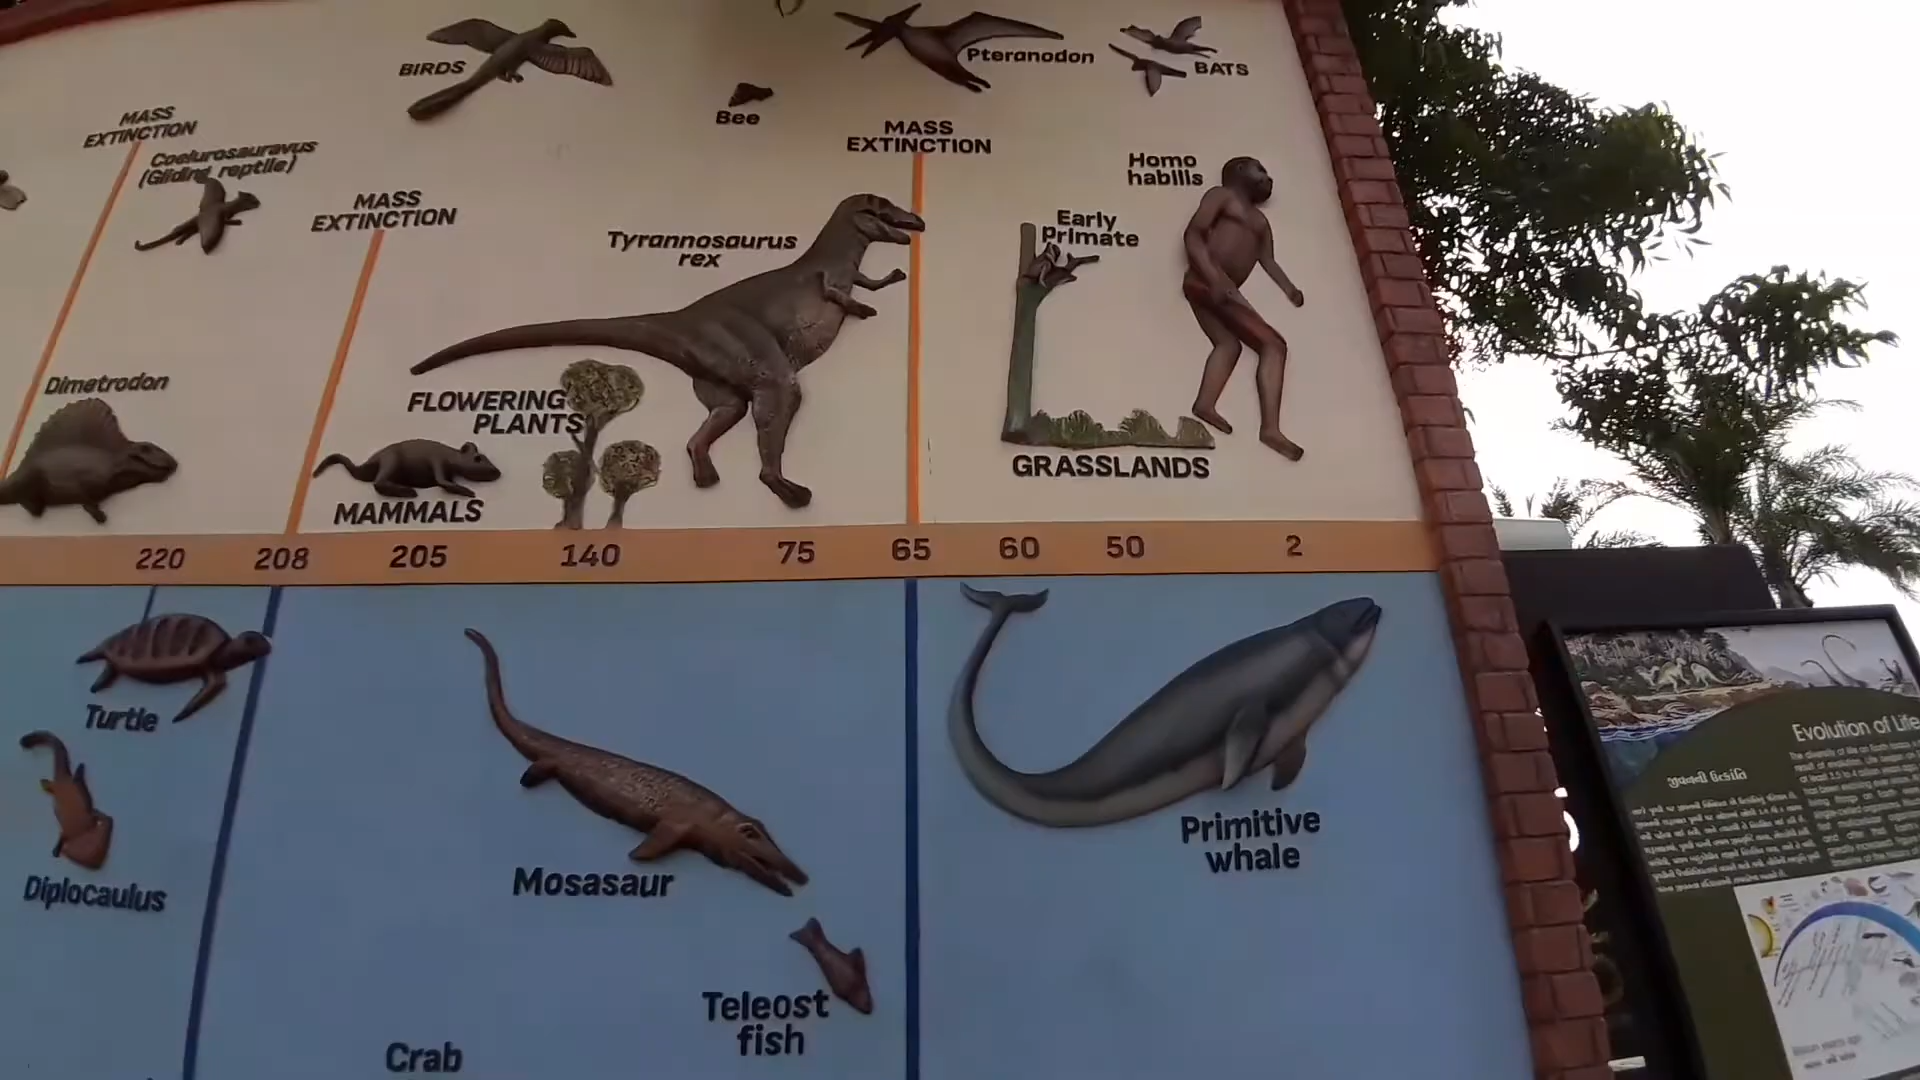 BIRDS
Pteranodon
BATS
Bee
MASS
EXTINCTION
Coelurosauravus
(Gliding reptile)
MASS
EXTINCTION
MASS
EXTINCTION
Homo
habilis
Early
primate
Tyrannosaurus
rex
Dimetrodon
FLOWERING
PLANTS
GRASSLANDS
MAMMALS
220 208 205 140 75 65 60 50 2
Turtle
Diplocaulus
Mosasaur
Primitive
whale
Teleost
fish
Crab
Evolution of Life
જીવનની ઉત્ક્રાંતિ